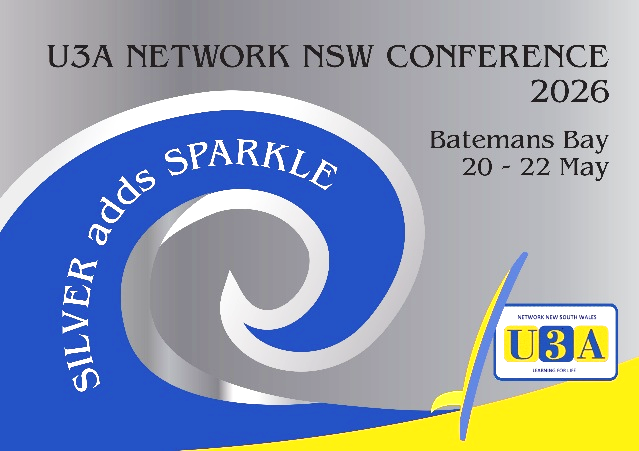 U3A NETWORK NSW CONFERENCE
2026
Batemans Bay
20 - 22 May
SILVER adds SPARKLE
NETWORK NEW SOUTH WALES
U3A
LEARNING FOR LIFE